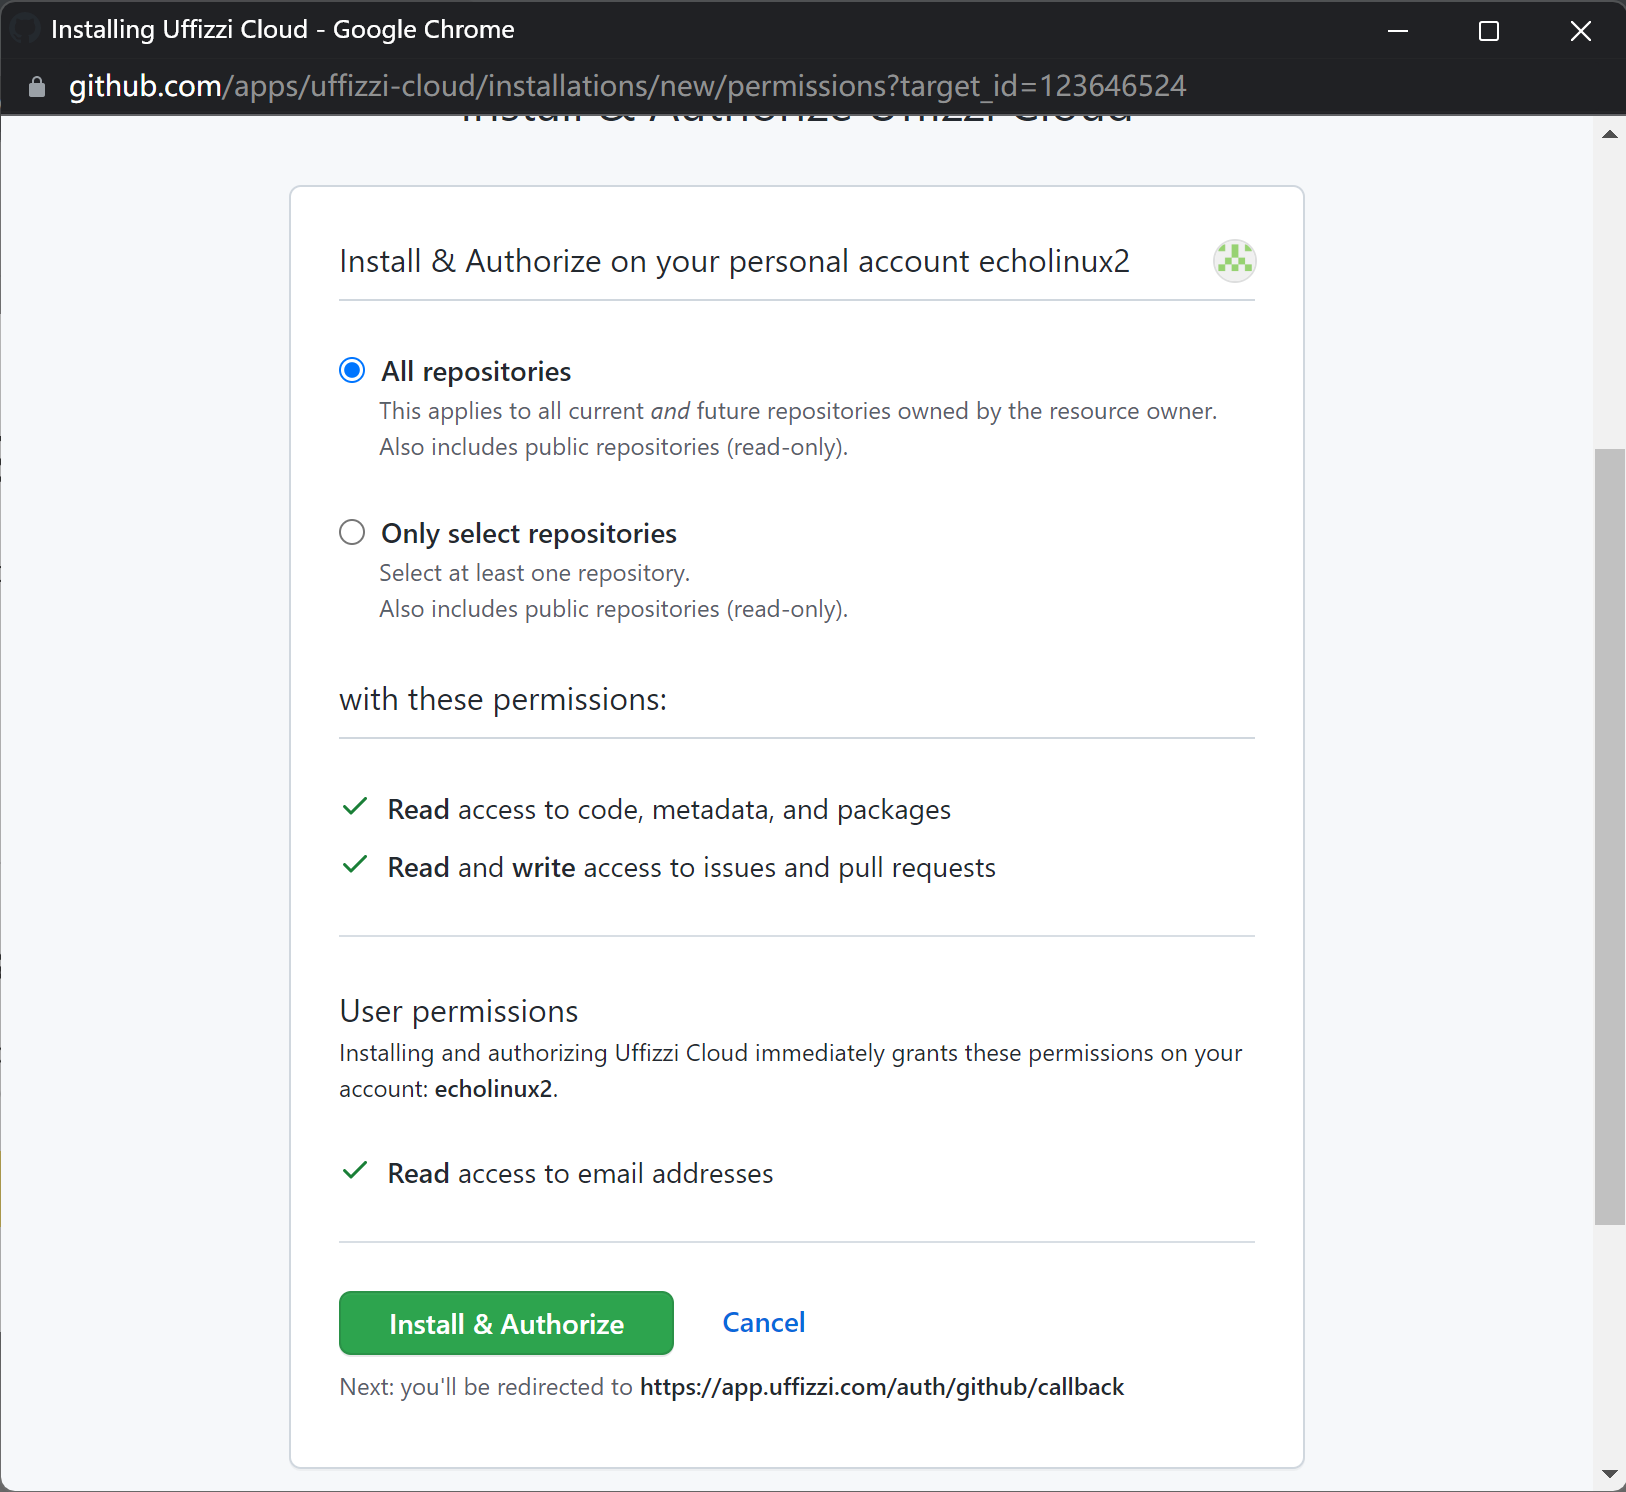 Installing Uffizzi Cloud - Google Chrome
github.com/apps/uffizzi-cloud/installations/new/permissions?target_id=123646524
Install & Authorize Uffizzi Cloud
Install & Authorize on your personal account echolinux2
All repositories
This applies to all current and future repositories owned by the resource owner.
Also includes public repositories (read-only).
Only select repositories
Select at least one repository.
Also includes public repositories (read-only).
with these permissions:
Read access to code, metadata, and packages
Read and write access to issues and pull requests
User permissions
Installing and authorizing Uffizzi Cloud immediately grants these permissions on your
account: echolinux2.
Read access to email addresses
Install & Authorize
Cancel
Next: you'll be redirected to https://app.uffizzi.com/auth/github/callback